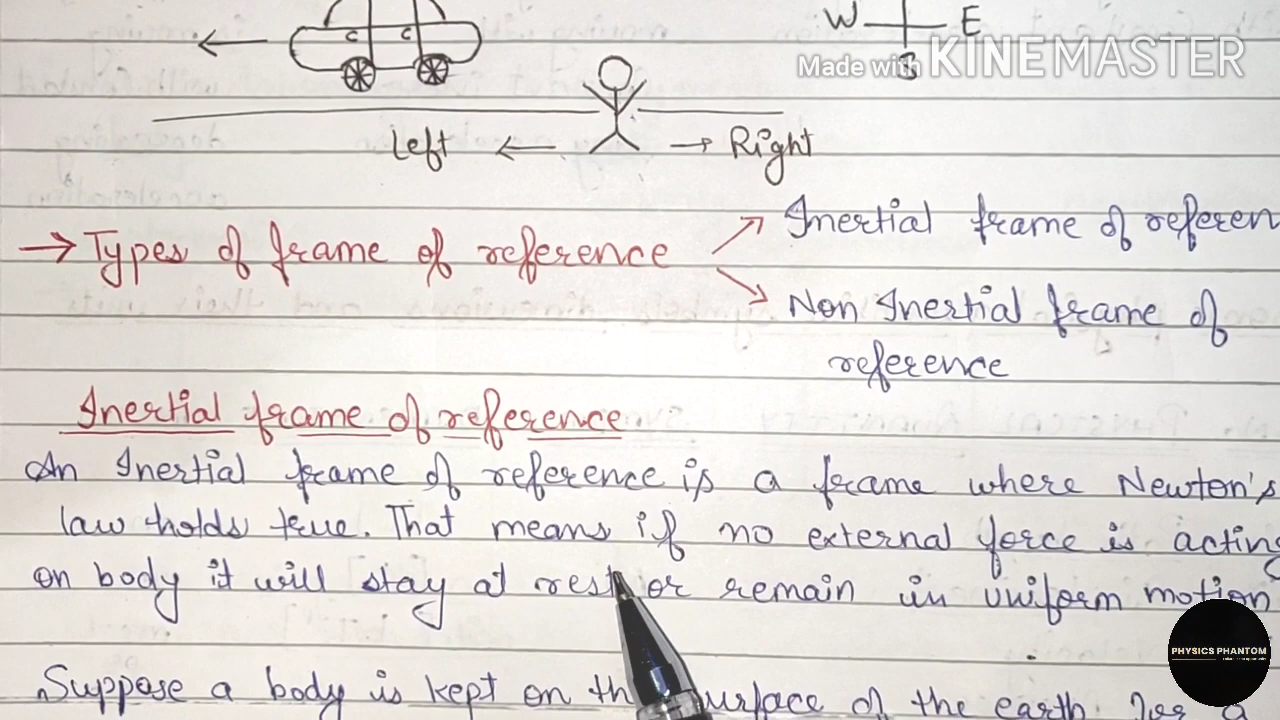 W E
S
Made with KINEMASTER
c c
Left ← → Right
→ Types of frame of reference
Inertial frame of referen
Non Inertial frame of
reference
Inertial frame of reference
An Inertial frame of reference is a frame where Newton's
law holds true. That means if no external force is acting
on body it will stay at rest or remain in uniform motion
PHYSICS PHANTOM
Suppose a body is kept on th surface of the earth. for a